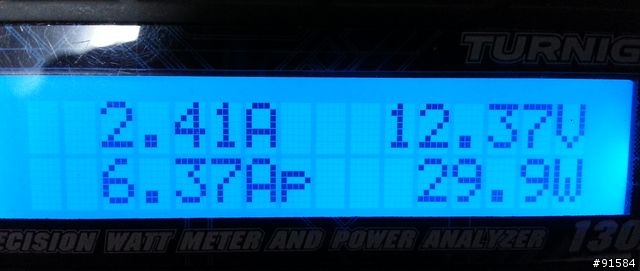 TURNIG
2.41A 12.37V
6.37Ap 29.9W
ECISION WATT METER AND POWER ANALYZER 130
#91584